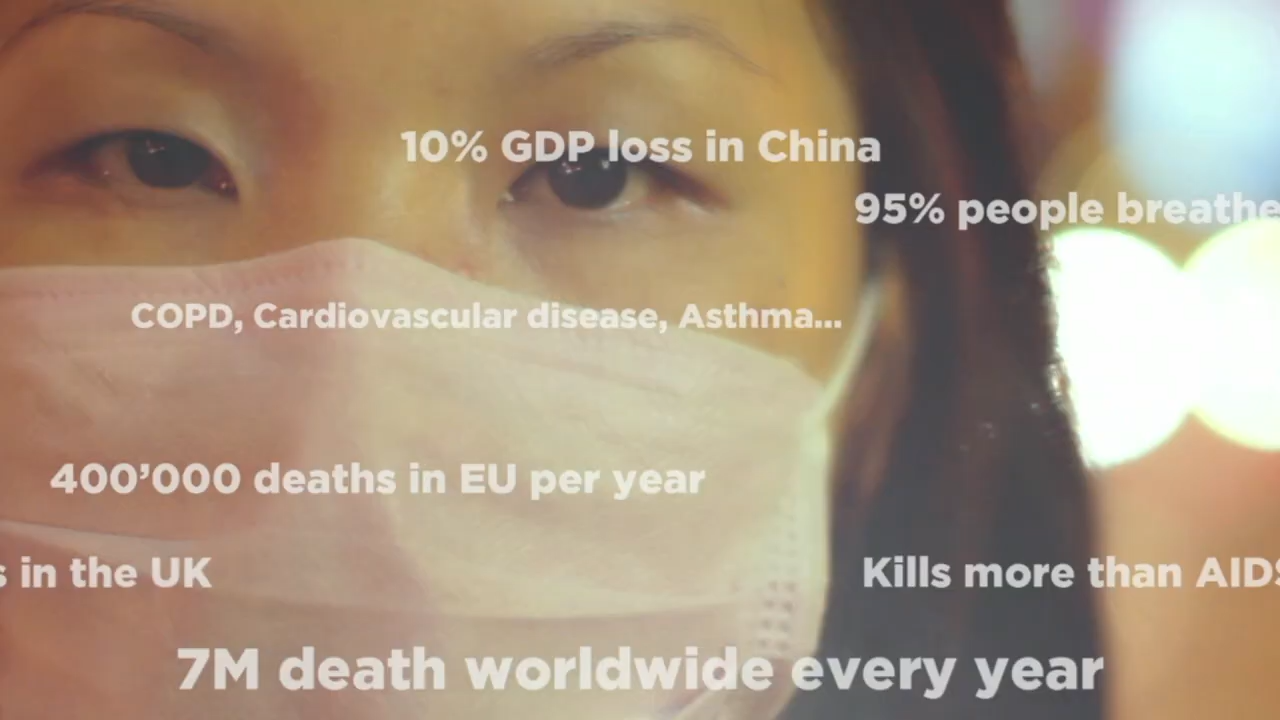 10% GDP loss in China
95% people breathe
COPD, Cardiovascular disease, Asthma...
400’000 deaths in EU per year
in the UK
Kills more than AIDS
7M death worldwide every year